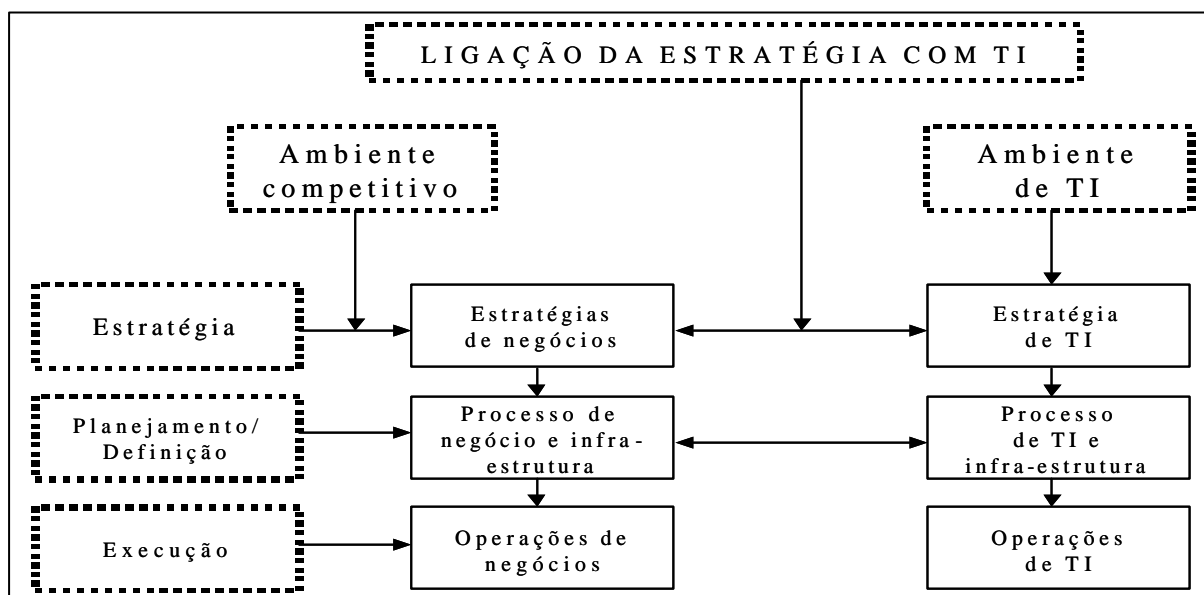 LIGAÇÃO DA ESTRATÉGIA COM TI
Ambiente
competitivo
Ambiente
de TI
Estratégia
Estratégias
de negócios
Estratégia
de TI
Planejamento/
Definição
Processo de
negócio e infra-
estrutura
Processo
de TI e
infra-estrutura
Execução
Operações de
negócios
Operações
de TI